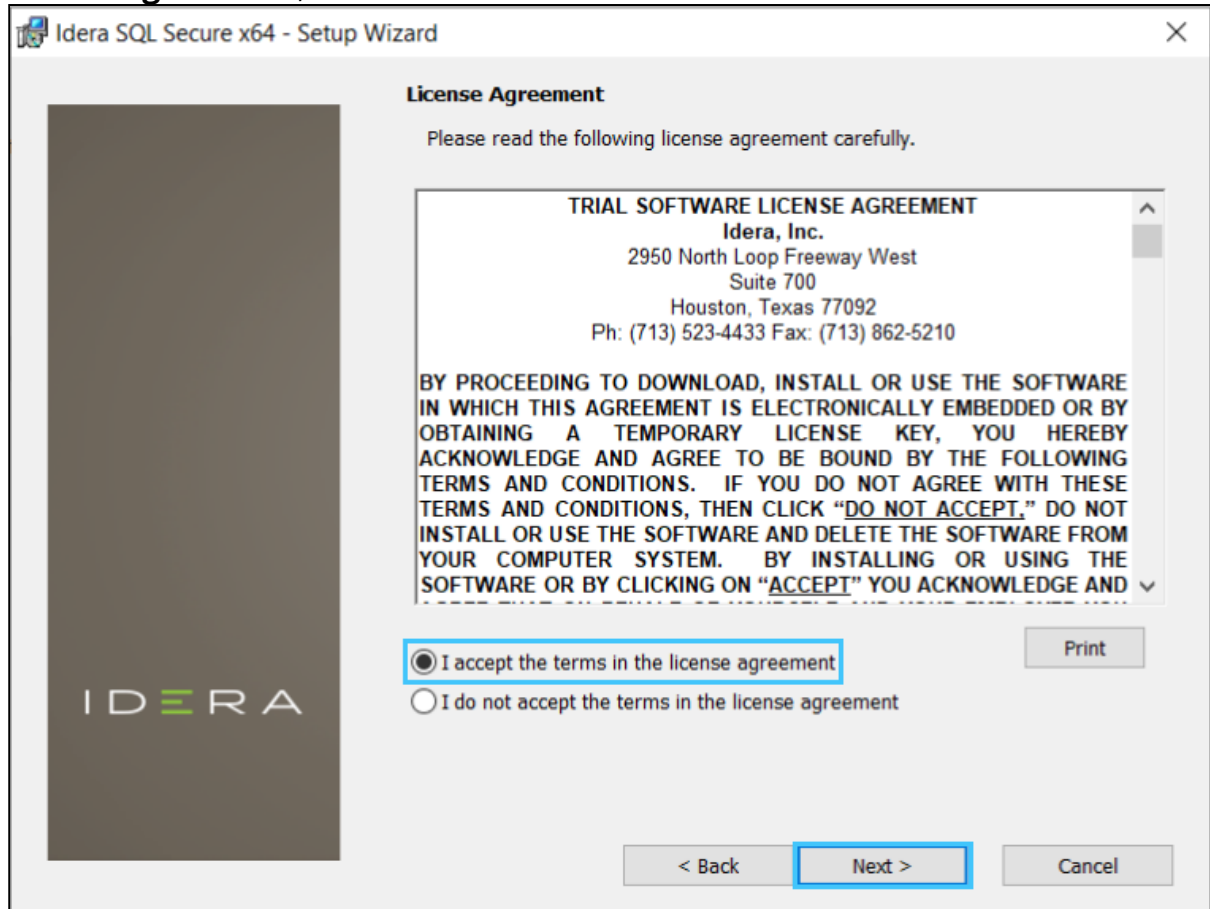 Idera SQL Secure x64 - Setup Wizard
License Agreement
Please read the following license agreement carefully.
TRIAL SOFTWARE LICENSE AGREEMENT
Idera, Inc.
2950 North Loop Freeway West
Suite 700
Houston, Texas 77092
Ph: (713) 523-4433 Fax: (713) 862-5210
BY PROCEEDING TO DOWNLOAD, INSTALL OR USE THE SOFTWARE
IN WHICH THIS AGREEMENT IS ELECTRONICALLY EMBEDDED OR BY
OBTAINING A TEMPORARY LICENSE KEY, YOU HEREBY
ACKNOWLEDGE AND AGREE TO BE BOUND BY THE FOLLOWING
TERMS AND CONDITIONS. IF YOU DO NOT AGREE WITH THESE
TERMS AND CONDITIONS, THEN CLICK “DO NOT ACCEPT,” DO NOT
INSTALL OR USE THE SOFTWARE AND DELETE THE SOFTWARE FROM
YOUR COMPUTER SYSTEM. BY INSTALLING OR USING THE
SOFTWARE OR BY CLICKING ON “ACCEPT” YOU ACKNOWLEDGE AND
I accept the terms in the license agreement
Print
I do not accept the terms in the license agreement
IDERA
< Back
Next >
Cancel